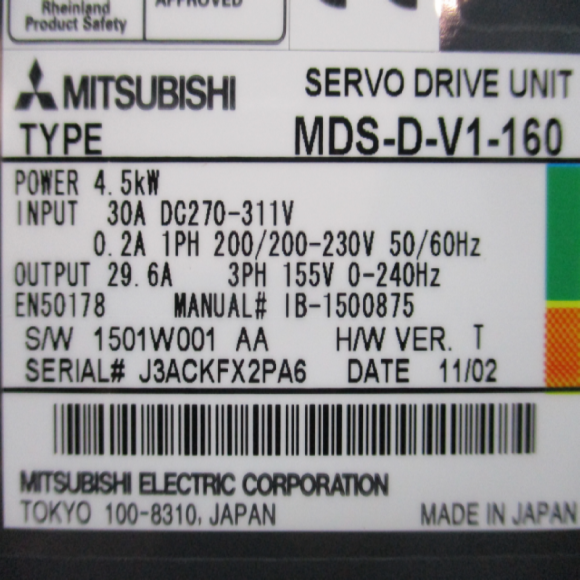 Rheinland
Product Safety
APPROVED
MITSUBISHI
SERVO DRIVE UNIT
TYPE MDS-D-V1-160
POWER 4.5kW
INPUT 30A DC270-311V
0.2A 1PH 200/200-230V 50/60Hz
OUTPUT 29.6A 3PH 155V 0-240Hz
EN50178 MANUAL# IB-1500875
S/W 1501W001 AA H/W VER. T
SERIAL# J3ACKFX2PA6 DATE 11/02
MITSUBISHI ELECTRIC CORPORATION
TOKYO 100-8310, JAPAN MADE IN JAPAN